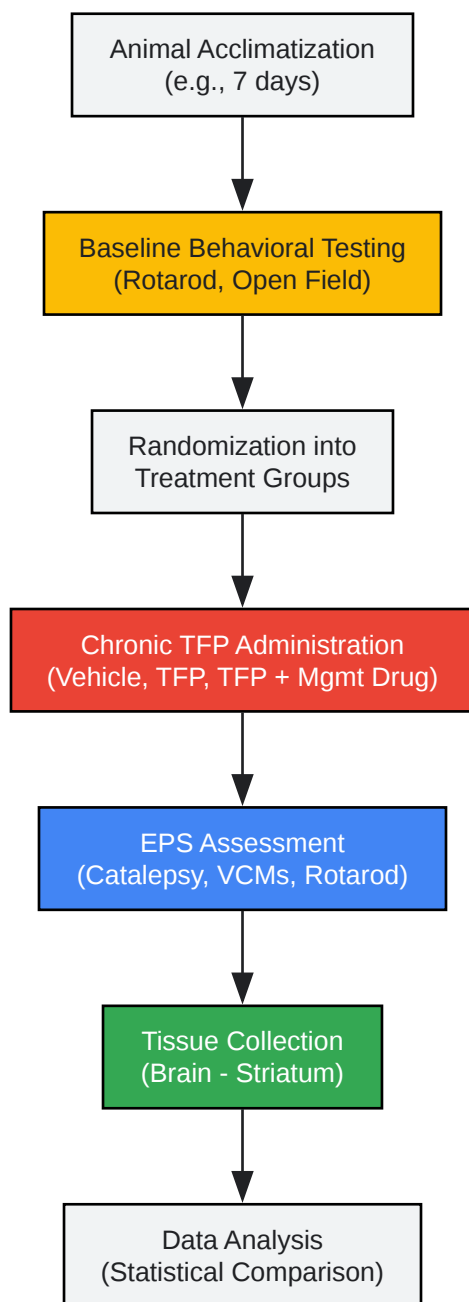 Animal Acclimatization
(e.g., 7 days)
Baseline Behavioral Testing
(Rotarod, Open Field)
Randomization into
Treatment Groups
Chronic TFP Administration
(Vehicle, TFP, TFP + Mgmt Drug)
EPS Assessment
(Catalepsy, VCMs, Rotarod)
Tissue Collection
(Brain - Striatum)
Data Analysis
(Statistical Comparison)